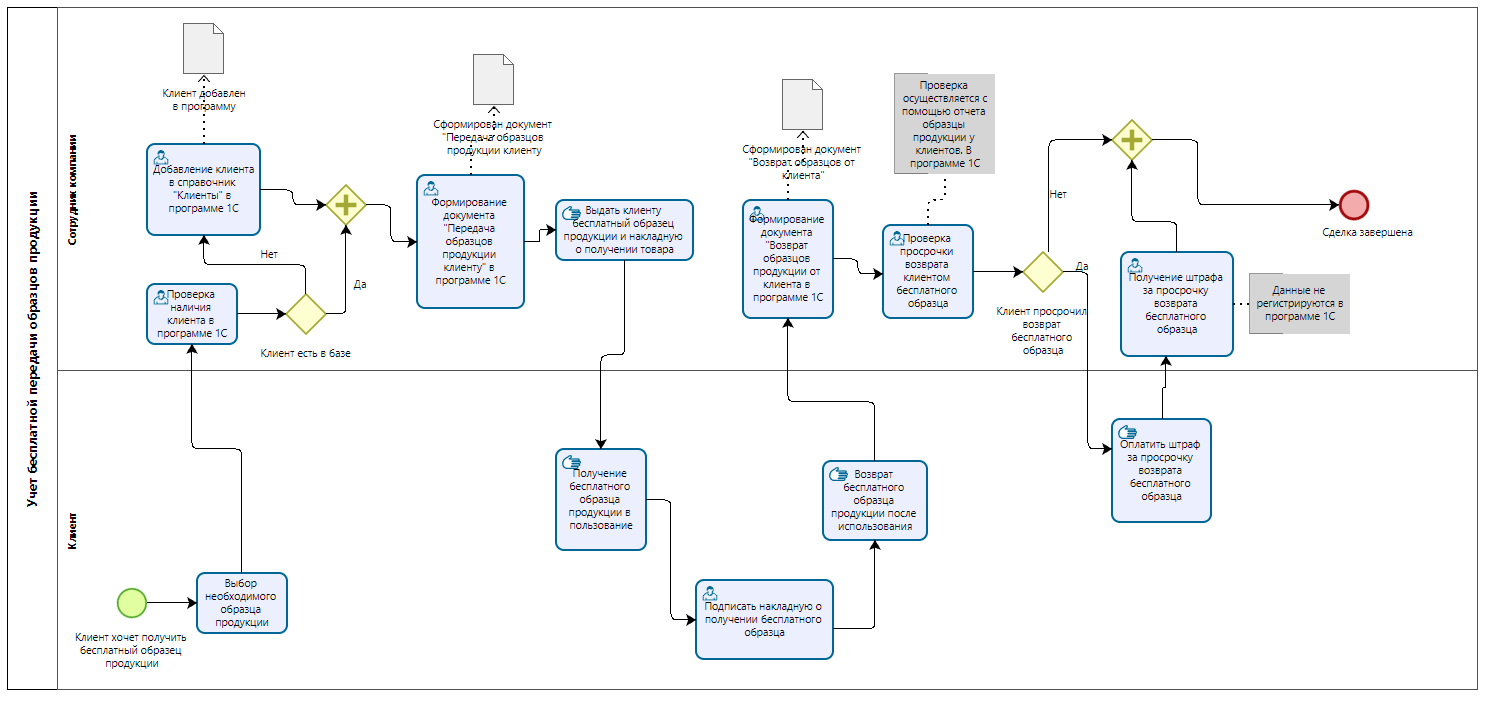 Учет бесплатной передачи образцов продукции
Сотрудник компании
Клиент добавлен
в программу
Добавление клиента
в справочник
"Клиенты" в
программе 1С
Нет
Проверка
наличия
клиента в
программе 1С
Клиент есть в базе
Да
Сформирован документ
"Передача образцов
продукции клиенту
Формирование
документа
"Передача
образцов
продукции
клиенту" в
программе 1С
Выдать клиенту
бесплатный образец
продукции и накладную
о получении товара
Сформирован документ
"Возврат образцов от
клиента"
Формирование
документа
"Возврат
образцов
продукции от
клиента в
программе 1С
Проверка
осуществляется с
помощью отчета
образцы
продукции у
клиентов. В
программе 1С
Проверка
просрочки
возврата
клиентом
бесплатного
образца
Нет
Да
Клиент просрочил
возврат
бесплатного
образца
Получение штрафа
за просрочку
возврата
бесплатного
образца
Данные не
регистрируются в
программе 1С
Сделка завершена
Клиент
Клиент хочет получить
бесплатный образец
продукции
Выбор
необходимого
образца
продукции
Получение
бесплатного
образца
продукции в
пользование
Подписать накладную о
получении бесплатного
образца
Возврат
бесплатного
образца
продукции после
использования
Оплатить штраф
за просрочку
возврата
бесплатного
образца